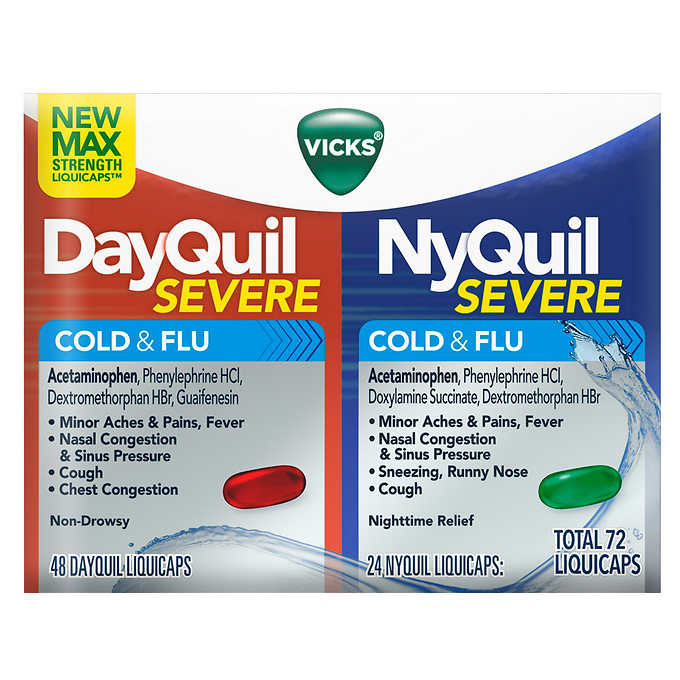 NEW
MAX
STRENGTH
LIQUICAPS™
VICKS®
DayQuil
SEVERE
COLD & FLU
Acetaminophen, Phenylephrine HCl,
Dextromethorphan HBr, Guaifenesin
• Minor Aches & Pains, Fever
• Nasal Congestion
& Sinus Pressure
• Cough
• Chest Congestion
Non-Drowsy
48 DAYQUIL LIQUICAPS
NyQuil
SEVERE
COLD & FLU
Acetaminophen, Phenylephrine HCl,
Doxylamine Succinate, Dextromethorphan HBr
• Minor Aches & Pains, Fever
• Nasal Congestion
& Sinus Pressure
• Sneezing, Runny Nose
• Cough
Nighttime Relief
24 NYQUIL LIQUICAPS:
TOTAL 72
LIQUICAPS